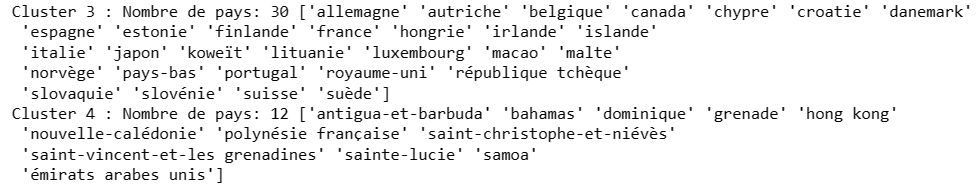 Cluster 3 : Nombre de pays: 30 ['allemagne' 'autriche' 'belgique' 'canada' 'chypre' 'croatie' 'danemark'
'espagne' 'estonie' 'finlande' 'france' 'hongrie' 'irlande' 'islande'
'italie' 'japon' 'koweït' 'lituanie' 'luxembourg' 'macao' 'malte'
'norvège' 'pays-bas' 'portugal' 'royaume-uni' 'république tchèque'
'slovaquie' 'slovénie' 'suisse' 'suède']
Cluster 4 : Nombre de pays: 12 ['antigua-et-barbuda' 'bahamas' 'dominique' 'grenade' 'hong kong'
'nouvelle-calédonie' 'polynésie française' 'saint-christophe-et-niévès'
'saint-vincent-et-les grenadines' 'sainte-lucie' 'samoa'
'émirats arabes unis']